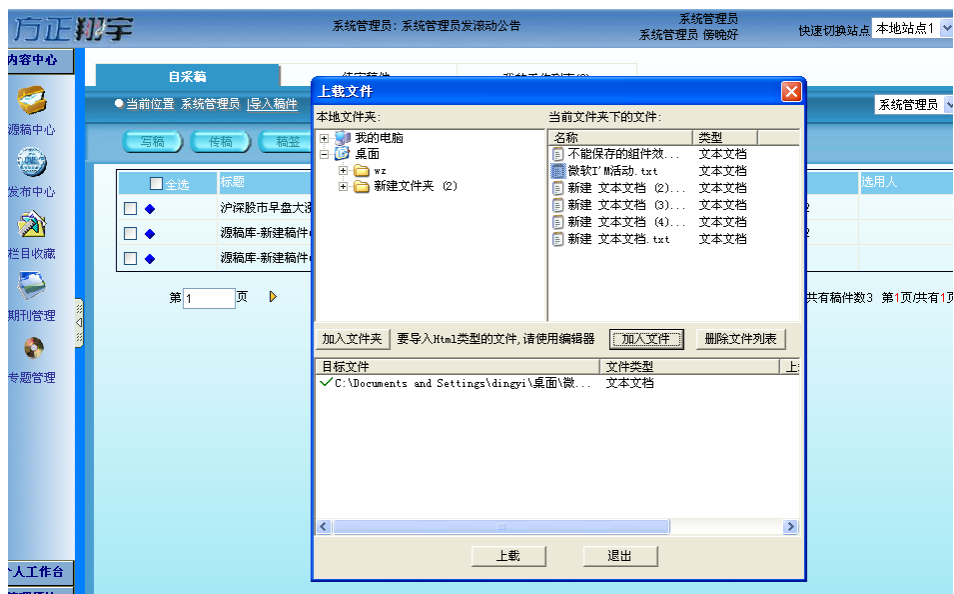 方正翔宇
系统管理员：系统管理员发滚动公告
系统管理员
系统管理员 傍晚好
快速切换站点 本地站点1
内容中心
源稿中心
发布中心
栏目收藏
期刊管理
专题管理
个人工作台
自采稿
当前位置 系统管理员 |导入稿件
系统管理员
写稿 传稿 稿签
全选 标题 选用人
沪深股市早盘大涨
源稿库-新建稿件
源稿库-新建稿件
第 1 页
共有稿件数3 第1页/共有1页
上载文件
本地文件夹: 当前文件夹下的文件:
我的电脑
桌面
wz
新建文件夹 (2)
名称 类型
不能保存的组件效... 文本文档
微软I'M活动.txt 文本文档
新建 文本文档 (2)... 文本文档
新建 文本文档 (3)... 文本文档
新建 文本文档 (4)... 文本文档
新建 文本文档.txt 文本文档
加入文件夹 要导入Html类型的文件,请使用编辑器 加入文件 删除文件列表
目标文件 文件类型 上
C:\Documents and Settings\dingyi\桌面\微... 文本文档
上载 退出